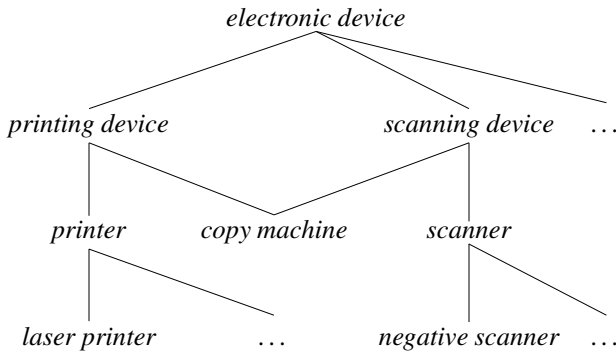 electronic device
printing device scanning device ...
printer copy machine scanner
laser printer ... negative scanner ...